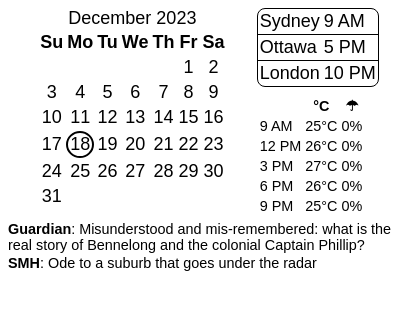 December 2023
Su Mo Tu We Th Fr Sa
1 2
3 4 5 6 7 8 9
10 11 12 13 14 15 16
17 18 19 20 21 22 23
24 25 26 27 28 29 30
31
Sydney 9 AM
Ottawa 5 PM
London 10 PM
°C ☂
9 AM 25°C 0%
12 PM 26°C 0%
3 PM 27°C 0%
6 PM 26°C 0%
9 PM 25°C 0%
Guardian: Misunderstood and mis-remembered: what is the
real story of Bennelong and the colonial Captain Phillip?
SMH: Ode to a suburb that goes under the radar